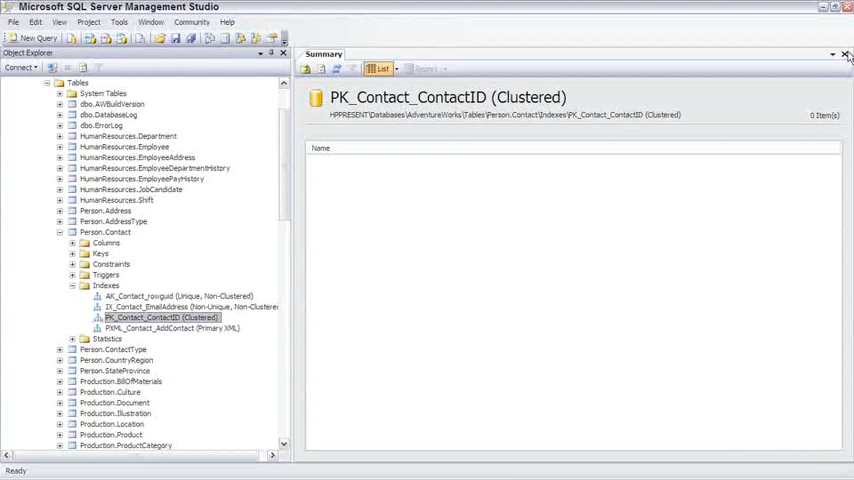 Microsoft SQL Server Management Studio
File Edit View Project Tools Window Community Help
New Query
Object Explorer
Connect
Tables
System Tables
dbo.AWBuildVersion
dbo.DatabaseLog
dbo.ErrorLog
HumanResources.Department
HumanResources.Employee
HumanResources.EmployeeAddress
HumanResources.EmployeeDepartmentHistory
HumanResources.EmployeePayHistory
HumanResources.JobCandidate
HumanResources.Shift
Person.Address
Person.AddressType
Person.Contact
Columns
Keys
Constraints
Triggers
Indexes
AK_Contact_rowguid (Unique, Non-Clustered)
IX_Contact_EmailAddress (Non-Unique, Non-Clustered
PK_Contact_ContactID (Clustered)
PXML_Contact_AddContact (Primary XML)
Statistics
Person.ContactType
Person.CountryRegion
Person.StateProvince
Production.BillOfMaterials
Production.Culture
Production.Document
Production.Illustration
Production.Location
Production.Product
Production.ProductCategory
Summary
List Report
PK_Contact_ContactID (Clustered)
HPPRESENT\Databases\AdventureWorks\Tables\Person.Contact\Indexes\PK_Contact_ContactID (Clustered) 0 Item(s)
Name
Ready